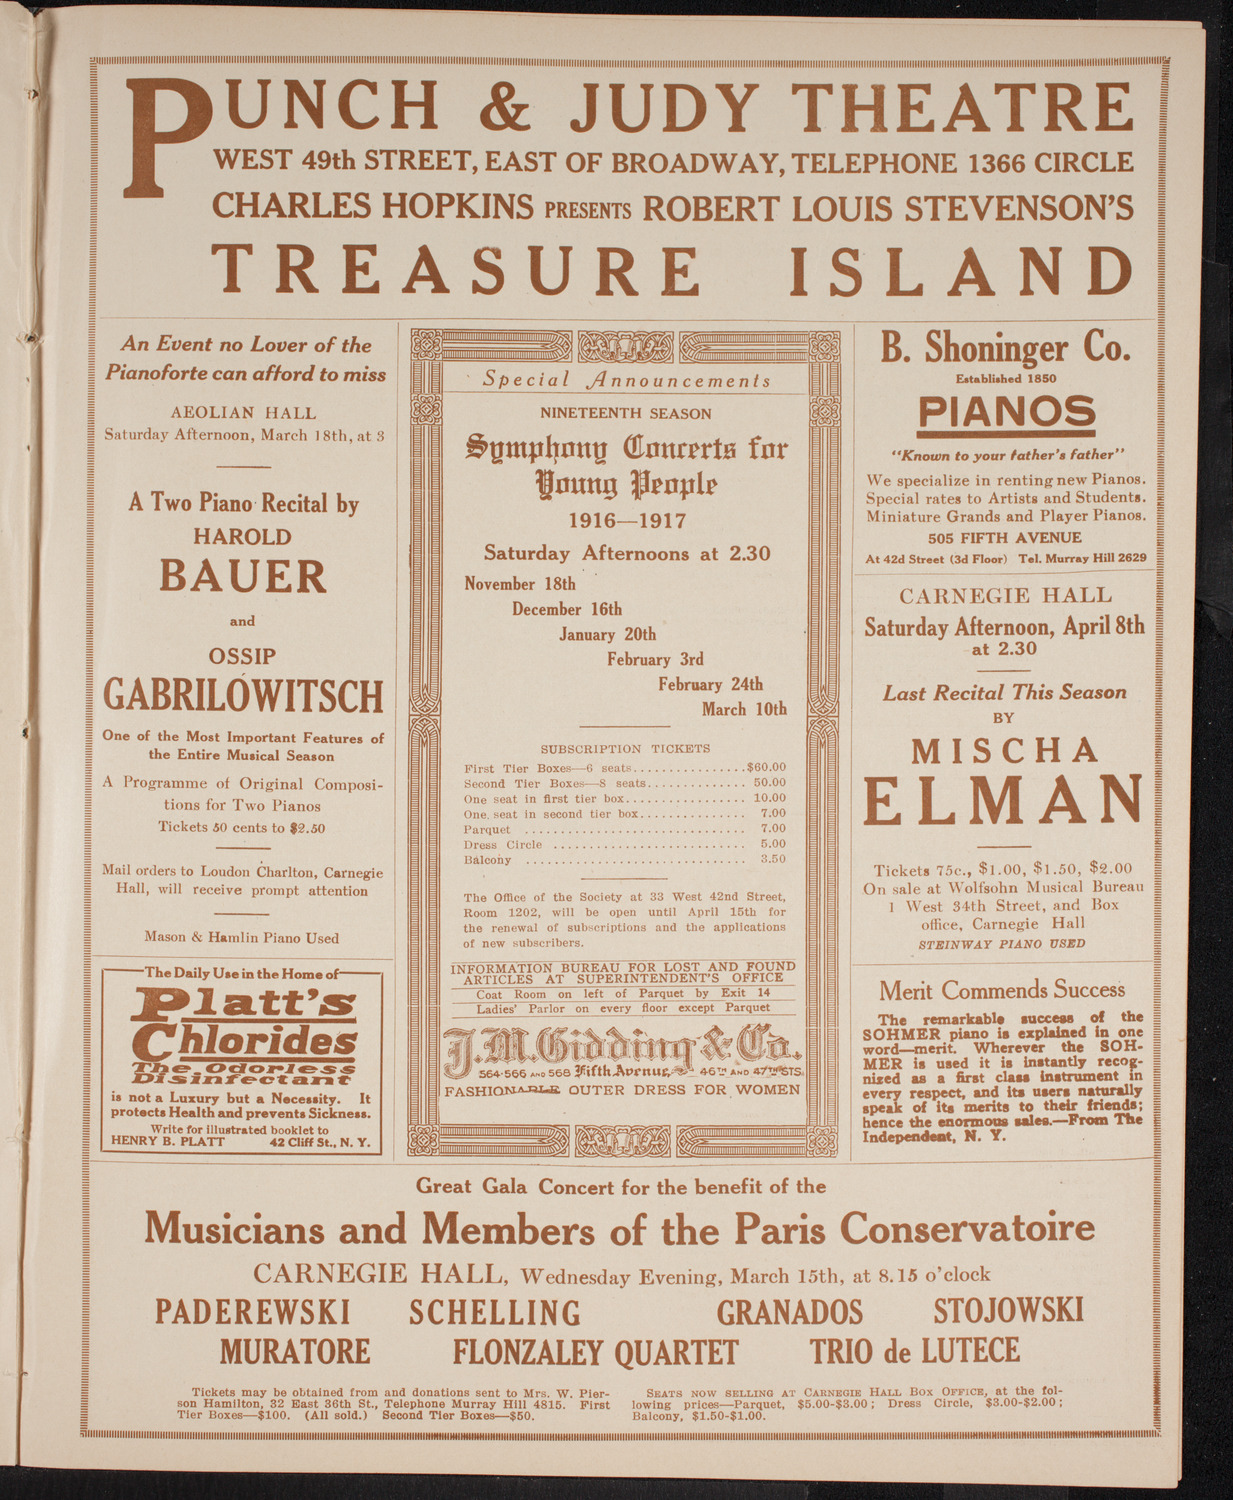 PUNCH & JUDY THEATRE
WEST 49th STREET, EAST OF BROADWAY, TELEPHONE 1366 CIRCLE
CHARLES HOPKINS PRESENTS ROBERT LOUIS STEVENSON'S
TREASURE ISLAND
An Event no Lover of the
Pianoforte can afford to miss
AEOLIAN HALL
Saturday Afternoon, March 18th, at 3
A Two Piano Recital by
HAROLD
BAUER
and
OSSIP
GABRILÓWITSCH
One of the Most Important Features of
the Entire Musical Season
A Programme of Original Composi-
tions for Two Pianos
Tickets 50 cents to $2.50
Mail orders to Loudon Charlton, Carnegie
Hall, will receive prompt attention
Mason & Hamlin Piano Used
The Daily Use in the Home of
Platt's
Chlorides
The Odorless
Disinfectant
is not a Luxury but a Necessity. It
protects Health and prevents Sickness.
Write for illustrated booklet to
HENRY B. PLATT 42 Cliff St., N. Y.
Special Announcements
NINETEENTH SEASON
Symphony Concerts for
Young People
1916—1917
Saturday Afternoons at 2.30
November 18th
December 16th
January 20th
February 3rd
February 24th
March 10th
SUBSCRIPTION TICKETS
First Tier Boxes—6 seats................$60.00
Second Tier Boxes—8 seats.............. 50.00
One seat in first tier box................. 10.00
One seat in second tier box............... 7.00
Parquet ................................ 7.00
Dress Circle ............................ 5.00
Balcony ................................ 3.50
The Office of the Society at 33 West 42nd Street,
Room 1202, will be open until April 15th for
the renewal of subscriptions and the applications
of new subscribers.
INFORMATION BUREAU FOR LOST AND FOUND
ARTICLES AT SUPERINTENDENT'S OFFICE
Coat Room on left of Parquet by Exit 14
Ladies' Parlor on every floor except Parquet
J.M. Gidding & Co.
564-566 AND 568 Fifth Avenue, 46TH AND 47TH STS.
FASHIONABLE OUTER DRESS FOR WOMEN
B. Shoninger Co.
Established 1850
PIANOS
"Known to your father's father"
We specialize in renting new Pianos.
Special rates to Artists and Students.
Miniature Grands and Player Pianos.
505 FIFTH AVENUE
At 42d Street (3d Floor) Tel. Murray Hill 2629
CARNEGIE HALL
Saturday Afternoon, April 8th
at 2.30
Last Recital This Season
BY
MISCHA
ELMAN
Tickets 75c., $1.00, $1.50, $2.00
On sale at Wolfsohn Musical Bureau
1 West 34th Street, and Box
office, Carnegie Hall
STEINWAY PIANO USED
Merit Commends Success
The remarkable success of the
SOHMER piano is explained in one
word—merit. Wherever the SOH-
MER is used it is instantly recog-
nized as a first class instrument in
every respect, and its users naturally
speak of its merits to their friends;
hence the enormous sales.—From The
Independent, N. Y.
Great Gala Concert for the benefit of the
Musicians and Members of the Paris Conservatoire
CARNEGIE HALL, Wednesday Evening, March 15th, at 8.15 o'clock
PADEREWSKI SCHELLING GRANADOS STOJOWSKI
MURATORE FLONZALEY QUARTET TRIO de LUTECE
Tickets may be obtained from and donations sent to Mrs. W. Pier-
son Hamilton, 32 East 36th St., Telephone Murray Hill 4815. First
Tier Boxes—$100. (All sold.) Second Tier Boxes—$50.
SEATS NOW SELLING AT CARNEGIE HALL BOX OFFICE, at the fol-
lowing prices—Parquet, $5.00-$3.00; Dress Circle, $3.00-$2.00;
Balcony, $1.50-$1.00.